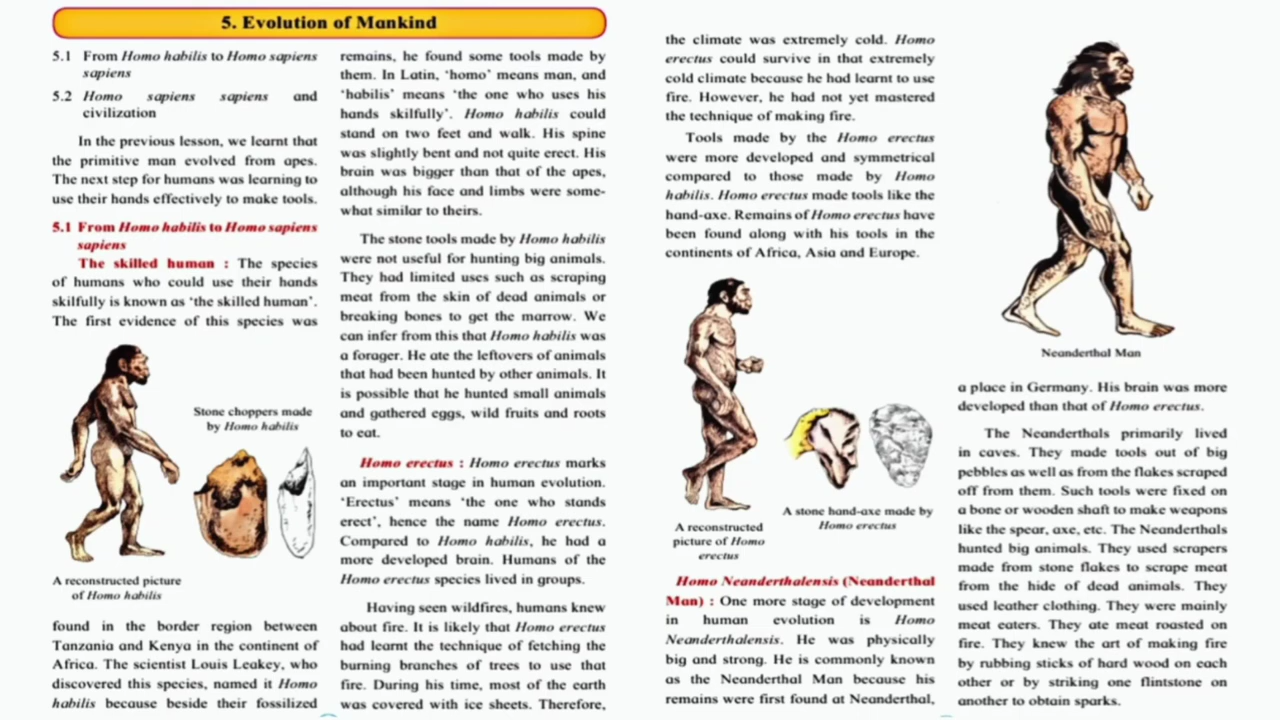 5. Evolution of Mankind
5.1 From Homo habilis to Homo sapiens
sapiens
5.2 Homo sapiens sapiens and
civilization
In the previous lesson, we learnt that
the primitive man evolved from apes.
The next step for humans was learning to
use their hands effectively to make tools.
5.1 From Homo habilis to Homo sapiens
sapiens
The skilled human : The species
of humans who could use their hands
skilfully is known as ‘the skilled human’.
The first evidence of this species was
Stone choppers made
by Homo habilis
A reconstructed picture
of Homo habilis
found in the border region between
Tanzania and Kenya in the continent of
Africa. The scientist Louis Leakey, who
discovered this species, named it Homo
habilis because beside their fossilized
remains, he found some tools made by
them. In Latin, ‘homo’ means man, and
‘habilis’ means ‘the one who uses his
hands skilfully’. Homo habilis could
stand on two feet and walk. His spine
was slightly bent and not quite erect. His
brain was bigger than that of the apes,
although his face and limbs were some-
what similar to theirs.
The stone tools made by Homo habilis
were not useful for hunting big animals.
They had limited uses such as scraping
meat from the skin of dead animals or
breaking bones to get the marrow. We
can infer from this that Homo habilis was
a forager. He ate the leftovers of animals
that had been hunted by other animals. It
is possible that he hunted small animals
and gathered eggs, wild fruits and roots
to eat.
Homo erectus : Homo erectus marks
an important stage in human evolution.
‘Erectus’ means ‘the one who stands
erect’, hence the name Homo erectus.
Compared to Homo habilis, he had a
more developed brain. Humans of the
Homo erectus species lived in groups.
Having seen wildfires, humans knew
about fire. It is likely that Homo erectus
had learnt the technique of fetching the
burning branches of trees to use that
fire. During his time, most of the earth
was covered with ice sheets. Therefore,
the climate was extremely cold. Homo
erectus could survive in that extremely
cold climate because he had learnt to use
fire. However, he had not yet mastered
the technique of making fire.
Tools made by the Homo erectus
were more developed and symmetrical
compared to those made by Homo
habilis. Homo erectus made tools like the
hand-axe. Remains of Homo erectus have
been found along with his tools in the
continents of Africa, Asia and Europe.
A reconstructed
picture of Homo
erectus
A stone hand-axe made by
Homo erectus
Homo Neanderthalensis (Neanderthal
Man) : One more stage of development
in human evolution is Homo
Neanderthalensis. He was physically
big and strong. He is commonly known
as the Neanderthal Man because his
remains were first found at Neanderthal,
Neanderthal Man
a place in Germany. His brain was more
developed than that of Homo erectus.
The Neanderthals primarily lived
in caves. They made tools out of big
pebbles as well as from the flakes scraped
off from them. Such tools were fixed on
a bone or wooden shaft to make weapons
like the spear, axe, etc. The Neanderthals
hunted big animals. They used scrapers
made from stone flakes to scrape meat
from the hide of dead animals. They
used leather clothing. They were mainly
meat eaters. They ate meat roasted on
fire. They knew the art of making fire
by rubbing sticks of hard wood on each
other or by striking one flintstone on
another to obtain sparks.